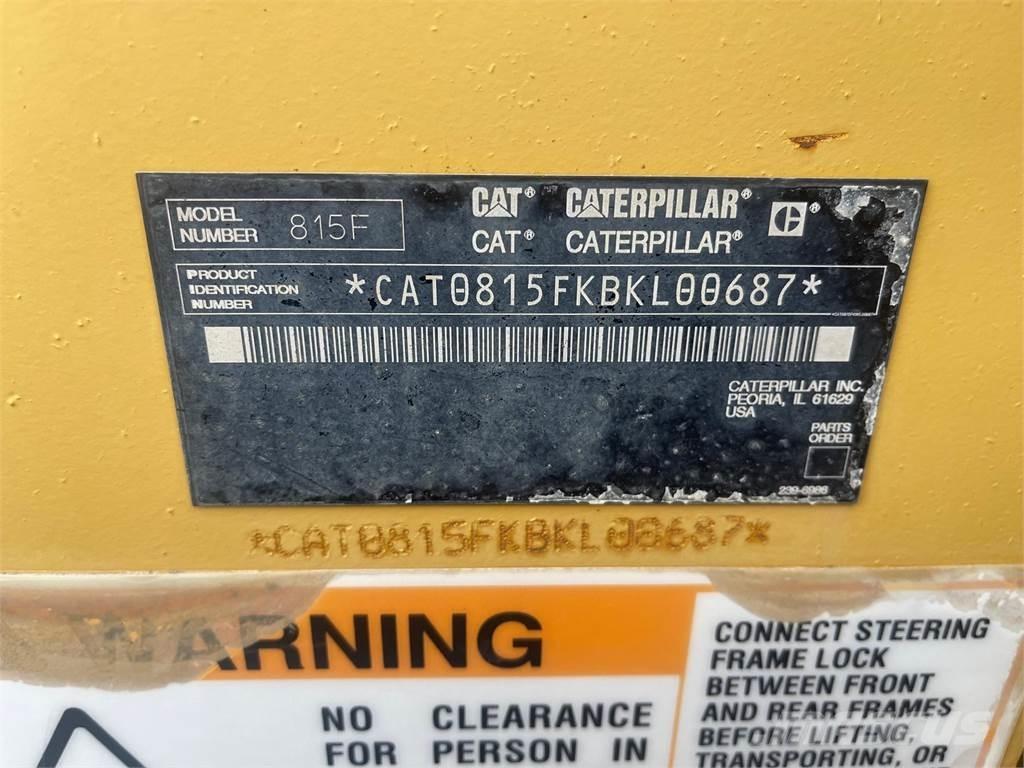 MODEL NUMBER 815F
CAT® CATERPILLAR® ®
CAT® CATERPILLAR®
PRODUCT IDENTIFICATION NUMBER *CAT0815FKBKL00687*
CATERPILLAR INC.
PEORIA, IL 61629
USA
PARTS
ORDER
239-6986
*CAT0815FKBKL00687*
WARNING
NO CLEARANCE
FOR PERSON IN
CONNECT STEERING
FRAME LOCK
BETWEEN FRONT
AND REAR FRAMES
BEFORE LIFTING,
TRANSPORTING, OR